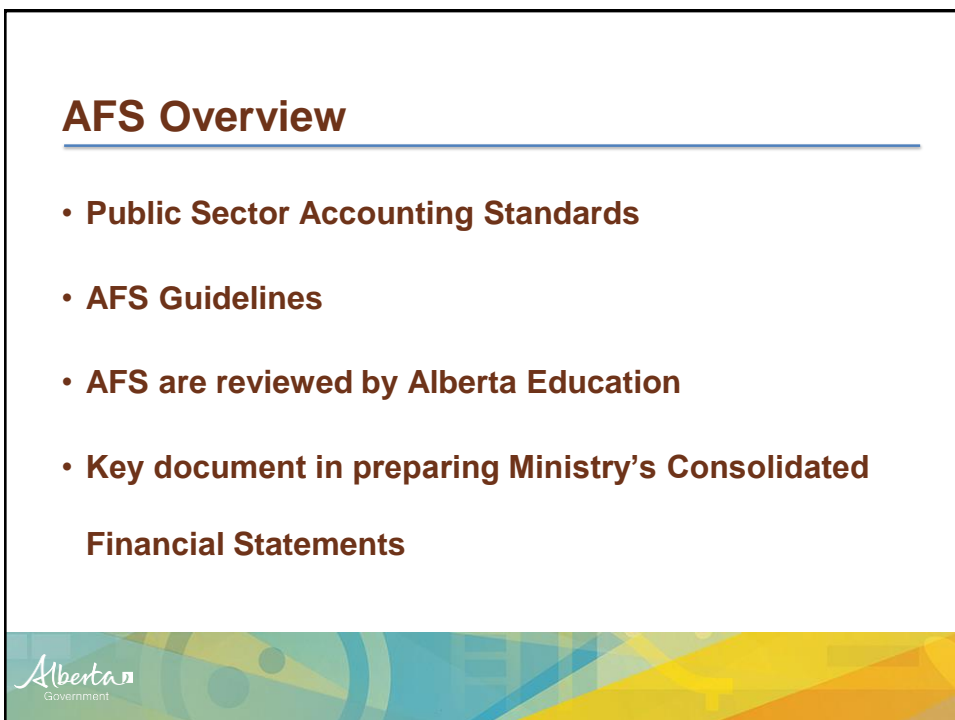 AFS Overview
• Public Sector Accounting Standards
• AFS Guidelines
• AFS are reviewed by Alberta Education
• Key document in preparing Ministry’s Consolidated
Financial Statements
Alberta
Government